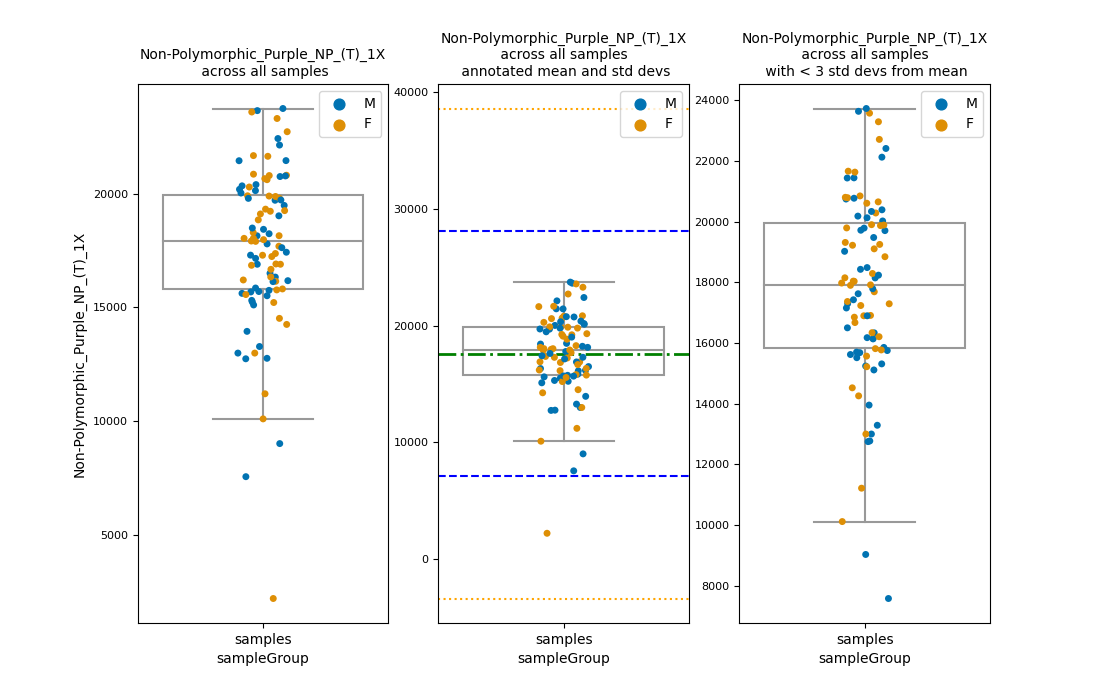 Non-Polymorphic_Purple_NP_(T)_1X
across all samples
Non-Polymorphic_Purple_NP_(T)_1X
across all samples
annotated mean and std devs
Non-Polymorphic_Purple_NP_(T)_1X
across all samples
with < 3 std devs from mean
Non-Polymorphic_Purple_NP_(T)_1X
20000
15000
10000
5000
M
F
samples
sampleGroup
40000
30000
20000
10000
0
M
F
samples
sampleGroup
24000
22000
20000
18000
16000
14000
12000
10000
8000
M
F
samples
sampleGroup